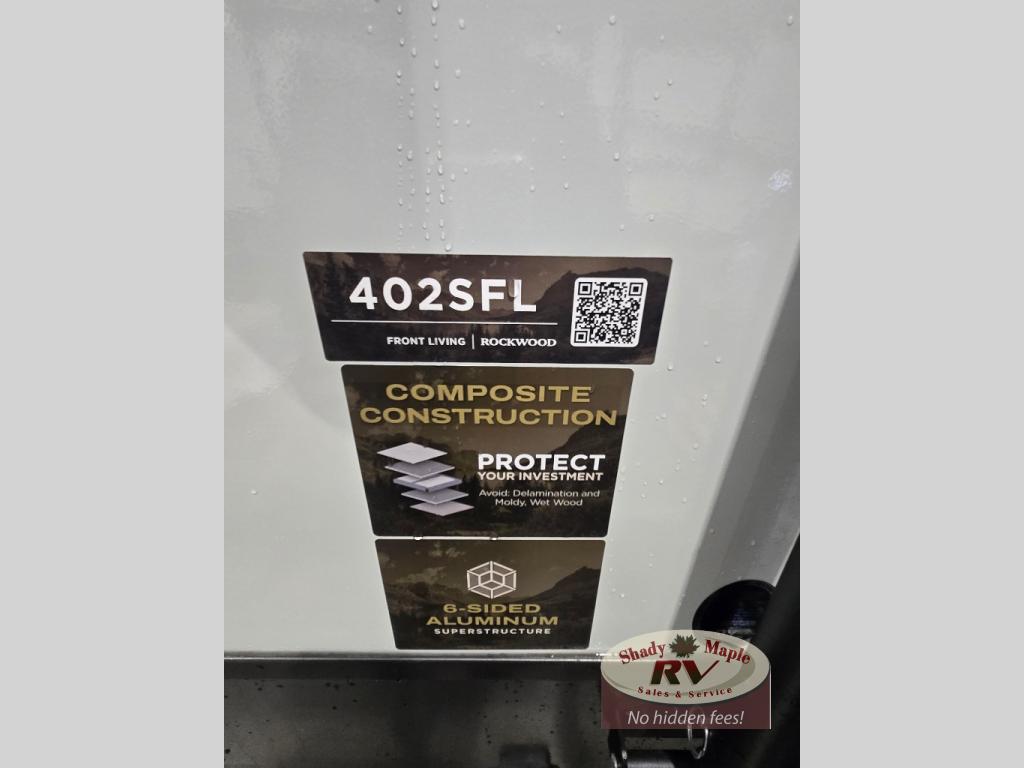 402SFL
FRONT LIVING | ROCKWOOD
COMPOSITE
CONSTRUCTION
PROTECT
YOUR INVESTMENT
Avoid: Delamination and
Moldy, Wet Wood
6-SIDED
ALUMINUM
SUPERSTRUCTURE
Shady Maple
RV
Sales & Service
No hidden fees!